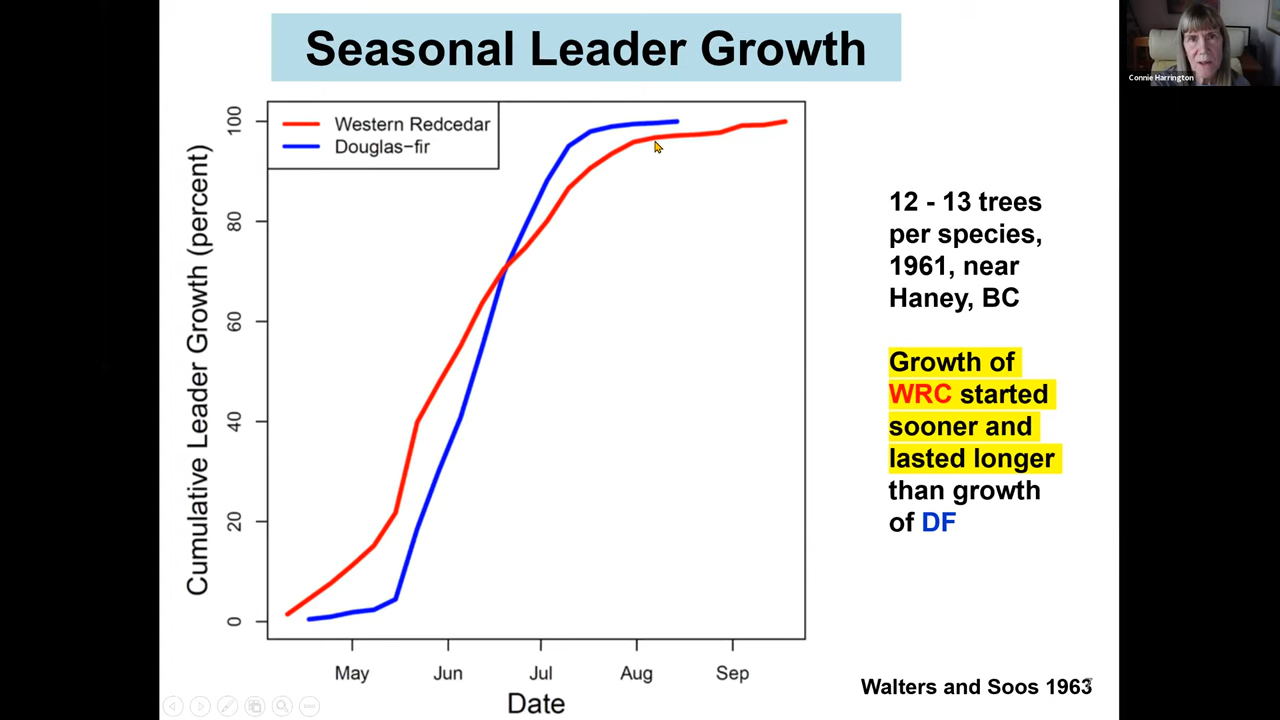 Seasonal Leader Growth
Connie Harrington
Western Redcedar
Douglas−fir
Cumulative Leader Growth (percent)
100
80
60
40
20
0
May Jun Jul Aug Sep
Date
12 - 13 trees
per species,
1961, near
Haney, BC
Growth of
WRC started
sooner and
lasted longer
than growth
of DF
Walters and Soos 1963